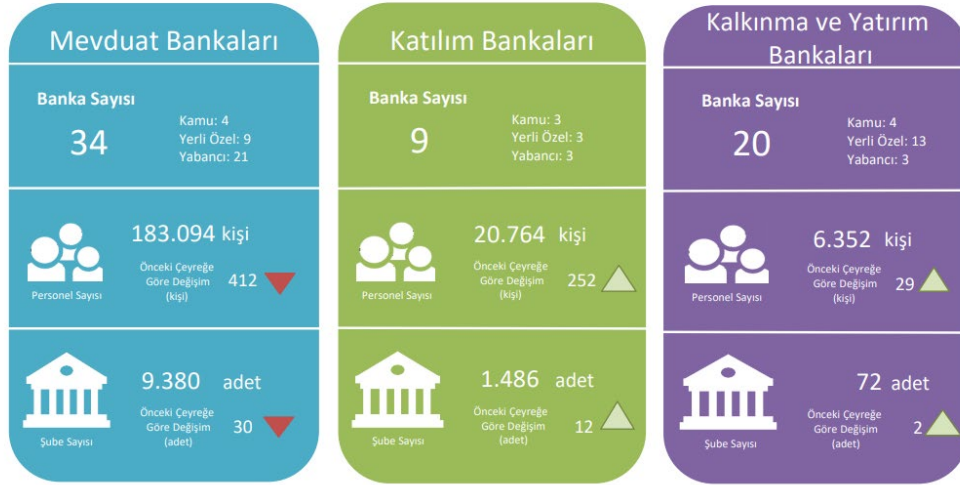 Mevduat Bankaları
Banka Sayısı
34
Kamu: 4
Yerli Özel: 9
Yabancı: 21
183.094 kişi
Personel Sayısı
Önceki Çeyreğe
Göre Değişim
(kişi)
412
9.380 adet
Şube Sayısı
Önceki Çeyreğe
Göre Değişim
(adet)
30
Katılım Bankaları
Banka Sayısı
9
Kamu: 3
Yerli Özel: 3
Yabancı: 3
20.764 kişi
Personel Sayısı
Önceki Çeyreğe
Göre Değişim
(kişi)
252
1.486 adet
Şube Sayısı
Önceki Çeyreğe
Göre Değişim
(adet)
12
Kalkınma ve Yatırım
Bankaları
Banka Sayısı
20
Kamu: 4
Yerli Özel: 13
Yabancı: 3
6.352 kişi
Personel Sayısı
Önceki Çeyreğe
Göre Değişim
(kişi)
29
72 adet
Şube Sayısı
Önceki Çeyreğe
Göre Değişim
(adet)
2